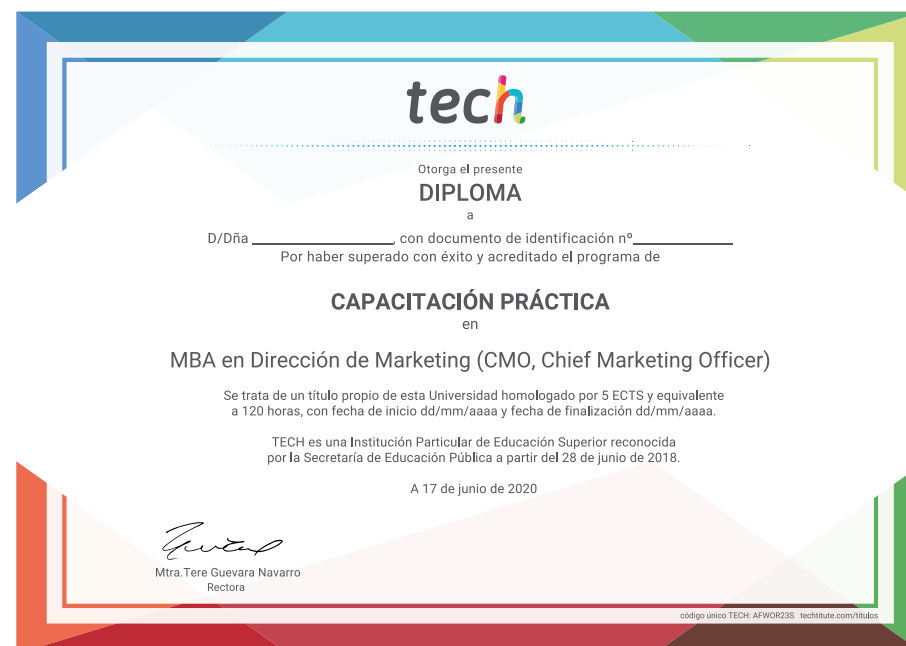 tech
Otorga el presente
DIPLOMA
a
D/Dña ______________, con documento de identificación nº__________
Por haber superado con éxito y acreditado el programa de
CAPACITACIÓN PRÁCTICA
en
MBA en Dirección de Marketing (CMO, Chief Marketing Officer)
Se trata de un título propio de esta Universidad homologado por 5 ECTS y equivalente
a 120 horas, con fecha de inicio dd/mm/aaaa y fecha de finalización dd/mm/aaaa.
TECH es una Institución Particular de Educación Superior reconocida
por la Secretaría de Educación Pública a partir del 28 de junio de 2018.
A 17 de junio de 2020
Mtra.Tere Guevara Navarro
Rectora
código único TECH: AFWOR23S techtitute.com/titulos